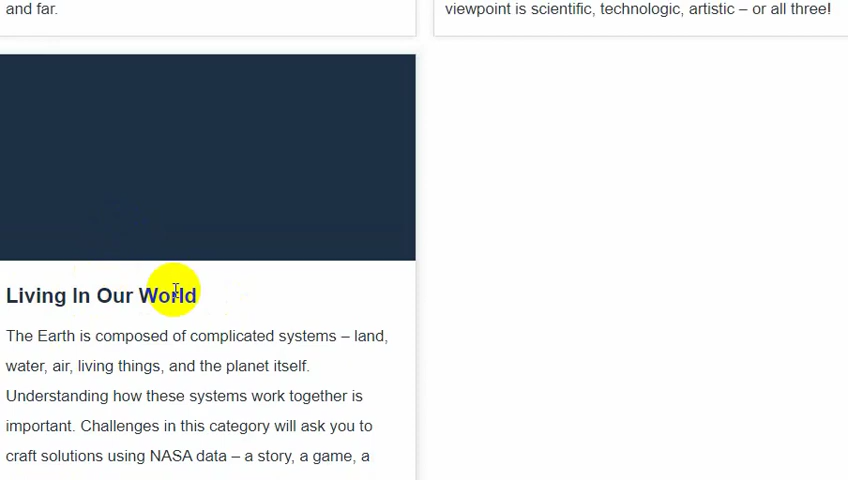 and far.
viewpoint is scientific, technologic, artistic – or all three!
Living In Our World
The Earth is composed of complicated systems – land,
water, air, living things, and the planet itself.
Understanding how these systems work together is
important. Challenges in this category will ask you to
craft solutions using NASA data – a story, a game, a